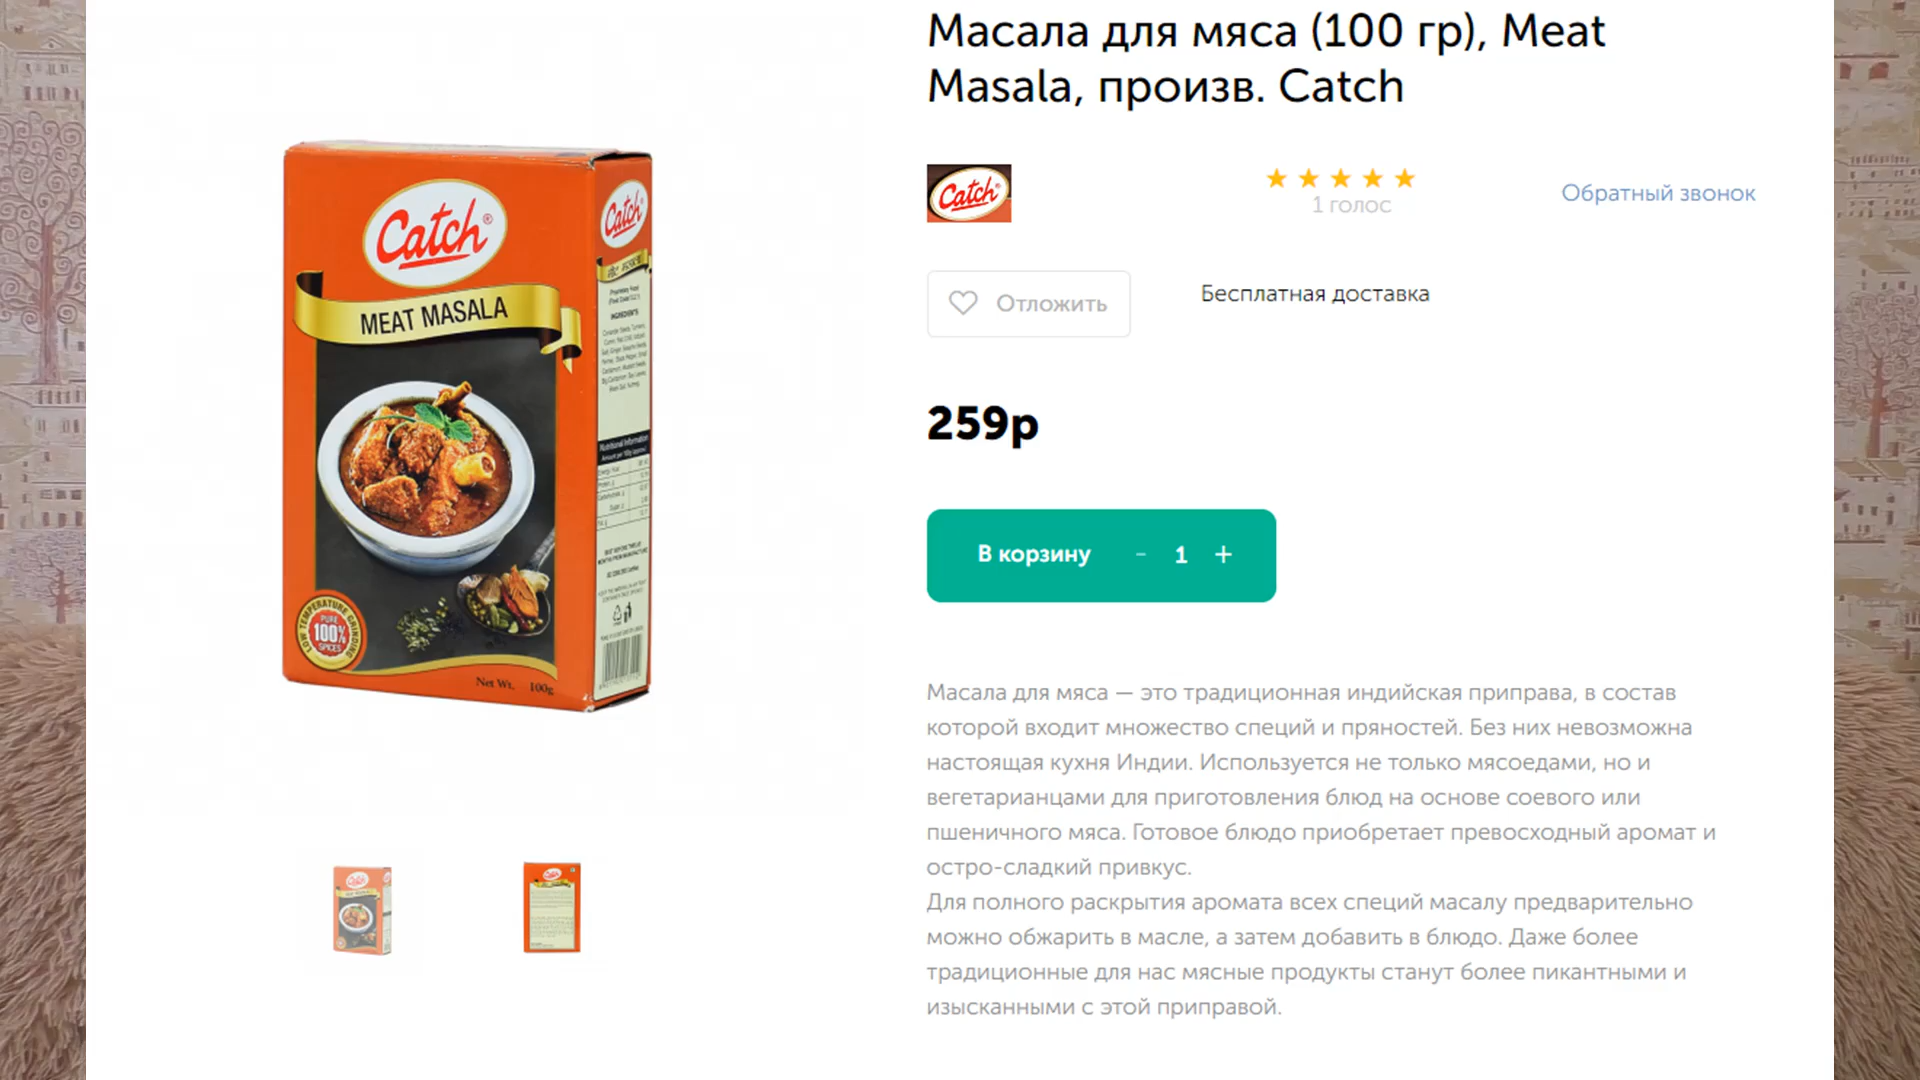 Масала для мяса (100 гр), Meat
Masala, произв. Catch
Catch
1 голос
Обратный звонок
Отложить
Бесплатная доставка
259р
В корзину - 1 +
Масала для мяса — это традиционная индийская приправа, в состав
которой входит множество специй и пряностей. Без них невозможна
настоящая кухня Индии. Используется не только мясоедами, но и
вегетарианцами для приготовления блюд на основе соевого или
пшеничного мяса. Готовое блюдо приобретает превосходный аромат и
остро-сладкий привкус.
Для полного раскрытия аромата всех специй масалу предварительно
можно обжарить в масле, а затем добавить в блюдо. Даже более
традиционные для нас мясные продукты станут более пикантными и
изысканными с этой приправой.
Catch®
MEAT MASALA
LOW TEMPERATURE GRINDING
PURE
100%
SPICES
Net Wt. 100g
Catch
INGREDIENTS
Nutritional Information